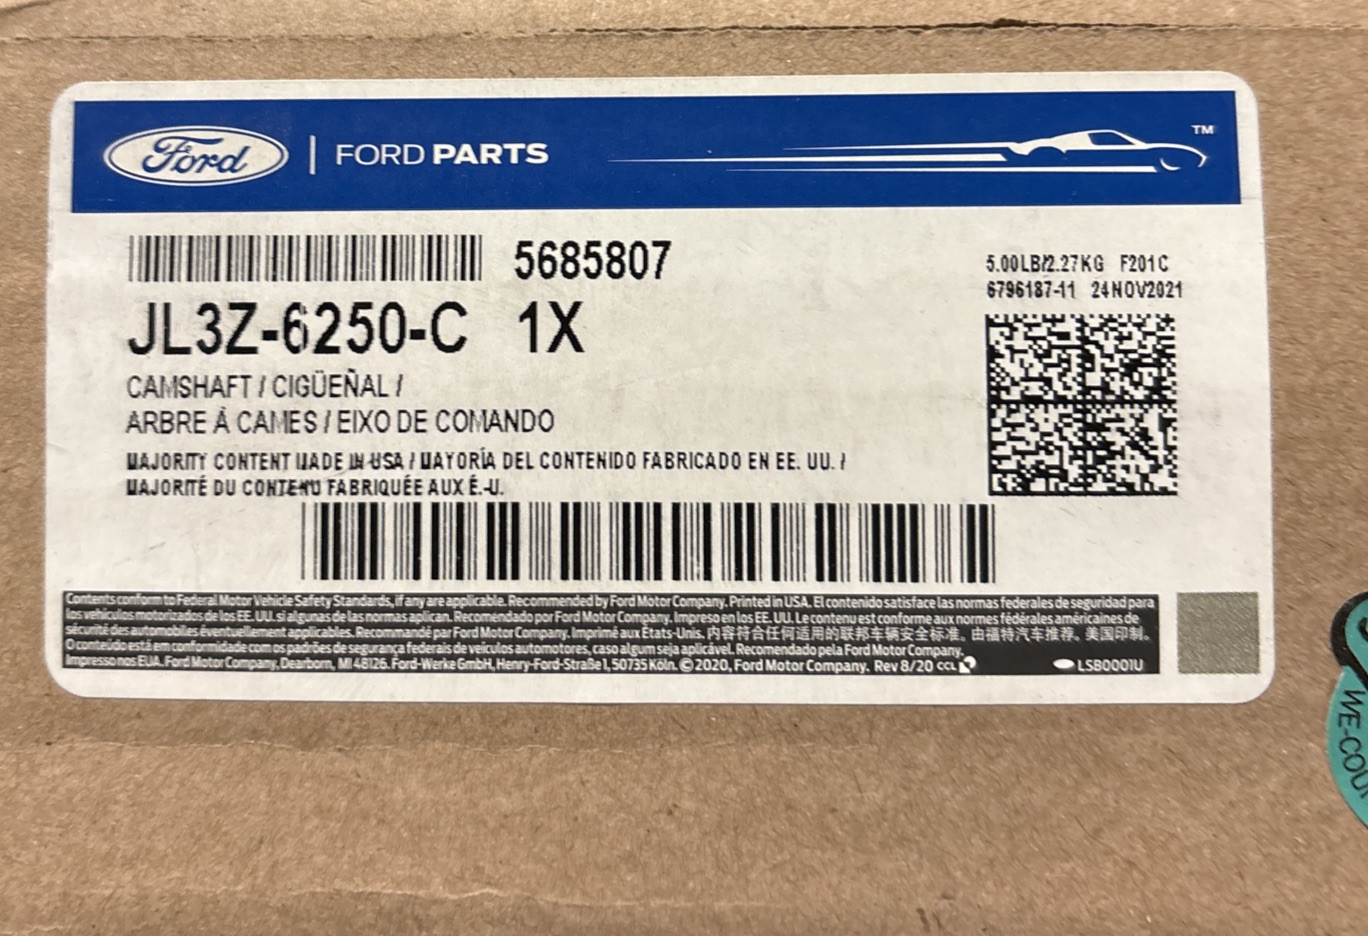 Ford | FORD PARTS
TM
5685807
JL3Z-6250-C 1X
CAMSHAFT / CIGÜEÑAL /
ARBRE À CAMES / EIXO DE COMANDO
MAJORITY CONTENT MADE IN USA / MAYORÍA DEL CONTENIDO FABRICADO EN EE. UU. /
MAJORITÉ DU CONTENU FABRIQUÉE AUX É.-U.
5.00LB/2.27KG F201C
6796187-11 24NOV2021
Contents conform to Federal Motor Vehicle Safety Standards, if any are applicable. Recommended by Ford Motor Company. Printed in USA. El contenido satisface las normas federales de seguridad para
los vehículos motorizados de los EE. UU. si algunas de las normas aplican. Recomendado por Ford Motor Company. Impreso en los EE. UU. Le contenu est conforme aux normes fédérales américaines de
sécurité des automobiles éventuellement applicables. Recommandé par Ford Motor Company. Imprimé aux États-Unis. 内容符合任何适用的联邦车辆安全标准。由福特汽车推荐。美国印制。
O conteúdo está em conformidade com os padrões de segurança federais de veículos automotores, caso algum seja aplicável. Recomendado pela Ford Motor Company.
Impresso nos EUA. Ford Motor Company, Dearborn, MI 48126. Ford-Werke GmbH, Henry-Ford-Straße 1, 50735 Köln. © 2020, Ford Motor Company. Rev 8/20 CCL
LSB0001U